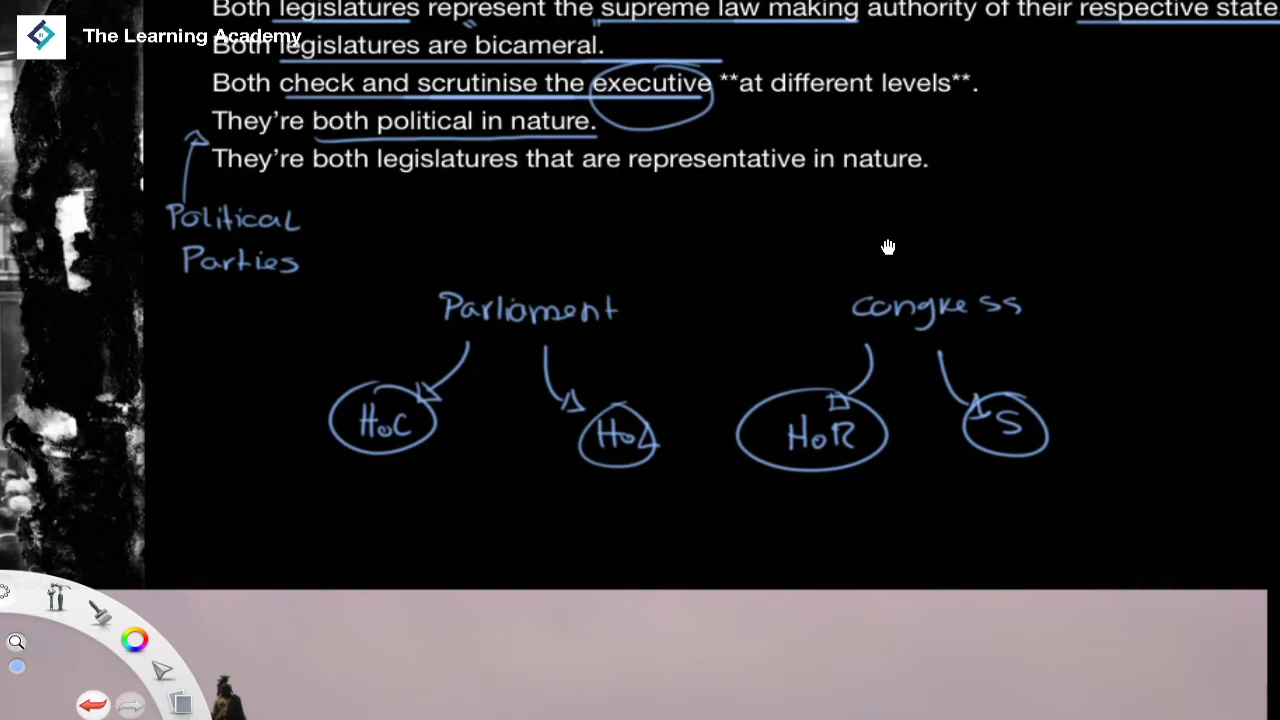 Both legislatures represent the supreme law making authority of their respective state
The Learning Academy
Both legislatures are bicameral.
Both check and scrutinise the executive **at different levels**.
They’re both political in nature.
They’re both legislatures that are representative in nature.
Political
Parties
Parliament
Congress
HoC
HoL
HoR
S